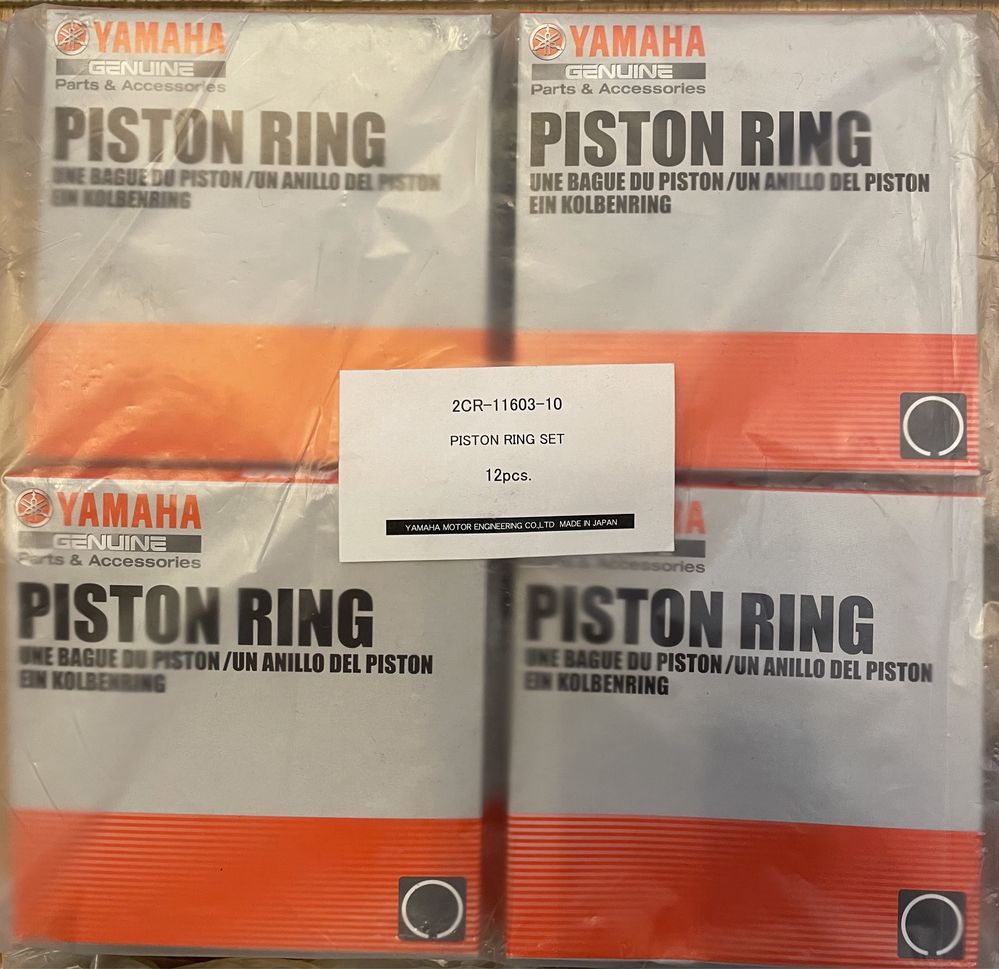 YAMAHA
GENUINE
Parts & Accessories
PISTON RING
UNE BAGUE DU PISTON/UN ANILLO DEL PISTON
EIN KOLBENRING
YAMAHA
GENUINE
Parts & Accessories
PISTON RING
UNE BAGUE DU PISTON/UN ANILLO DEL PISTON
EIN KOLBENRING
2CR-11603-10
PISTON RING SET
12pcs.
YAMAHA MOTOR ENGINEERING CO.,LTD MADE IN JAPAN
YAMAHA
GENUINE
Parts & Accessories
PISTON RING
UNE BAGUE DU PISTON/UN ANILLO DEL PISTON
EIN KOLBENRING
Accessories
PISTON RING
UNE BAGUE DU PISTON/UN ANILLO DEL PISTON
EIN KOLBENRING